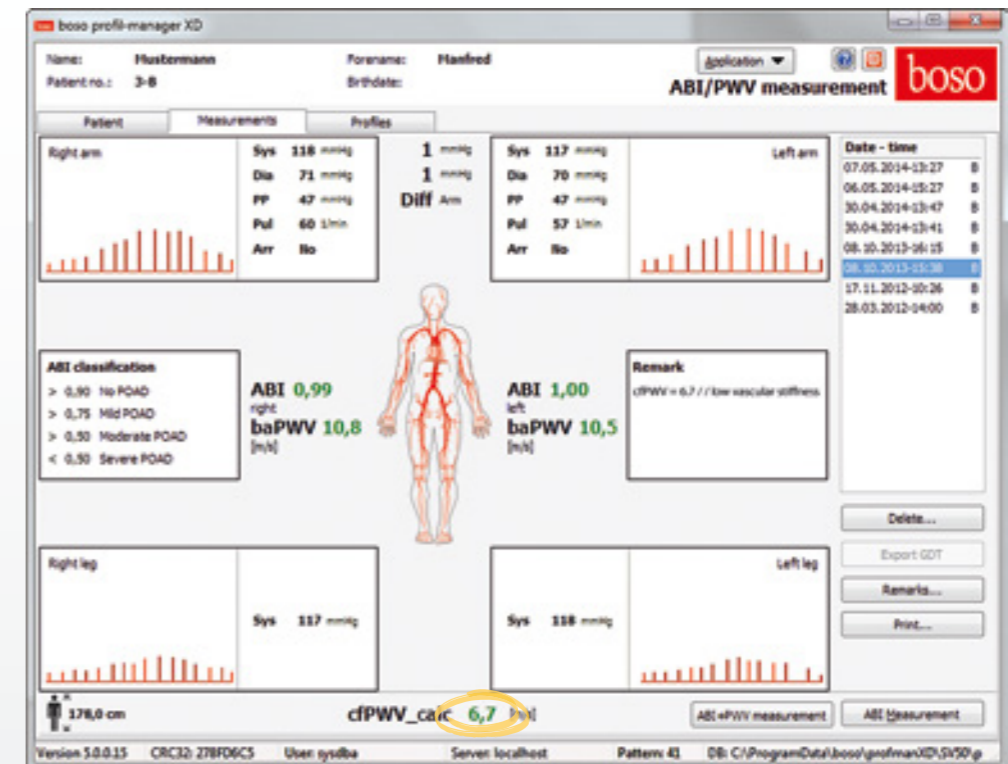 boso profil-manager XD
Name: Mustermann Forename: Manfred Application
Patient no.: 3-8 Birthdate:
ABI/PWV measurement
boso
Patient Measurements Profiles
Right arm
Sys 118 mmHg
Dia 71 mmHg
PP 47 mmHg
Pul 60 1/min
Arr No
1 mmHg
1 mmHg
Diff Arm
Sys 117 mmHg
Dia 70 mmHg
PP 47 mmHg
Pul 57 1/min
Arr No
Left arm
Date - time
07.05.2014-13:27 B
06.05.2014-15:27 B
30.04.2014-13:47 B
30.04.2014-13:41 B
08.10.2013-16:15 B
08.10.2013-15:38 B
17.11.2012-10:26 B
28.03.2012-14:00 B
ABI classification
> 0,90 No POAD
> 0,75 Mild POAD
> 0,50 Moderate POAD
< 0,50 Severe POAD
ABI 0,99
right
baPWV 10,8
[m/s]
ABI 1,00
left
baPWV 10,5
[m/s]
Remark
cfPWV = 6.7 / / low vascular stiffness
Delete...
Export GDT
Remarks...
Print...
Right leg
Sys 117 mmHg
Sys 118 mmHg
Left leg
178,0 cm
cfPWV_calc 6,7 [m/s]
ABI+PWV measurement
ABI Measurement
Version 5.0.0.15 CRC32: 278FD6C5 User: sysdba Server: localhost Pattern: 41 DB: C:\ProgramData\boso\profmanXD\SV50\p